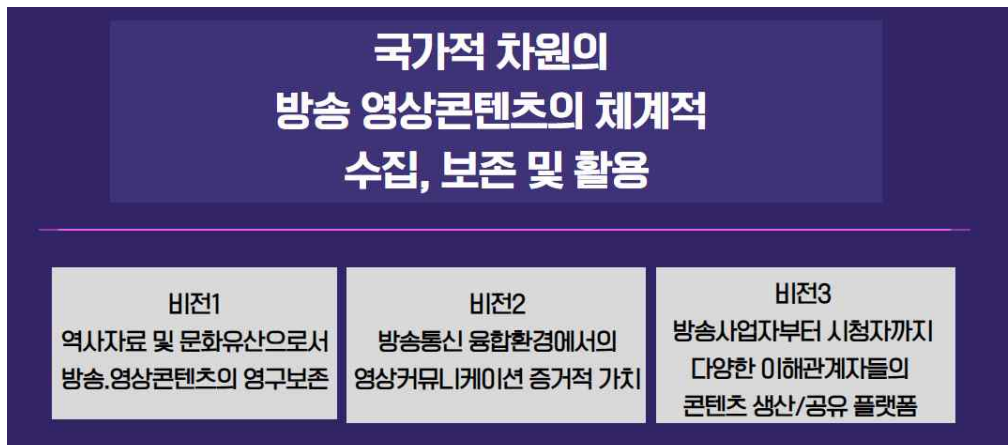 국가적 차원의
방송 영상콘텐츠의 체계적
수집, 보존 및 활용
비전1
역사자료 및 문화유산으로서
방송.영상콘텐츠의 영구보존
비전2
방송통신 융합환경에서의
영상커뮤니케이션 증거적 가치
비전3
방송사업자부터 시청자까지
다양한 이해관계자들의
콘텐츠 생산/공유 플랫폼